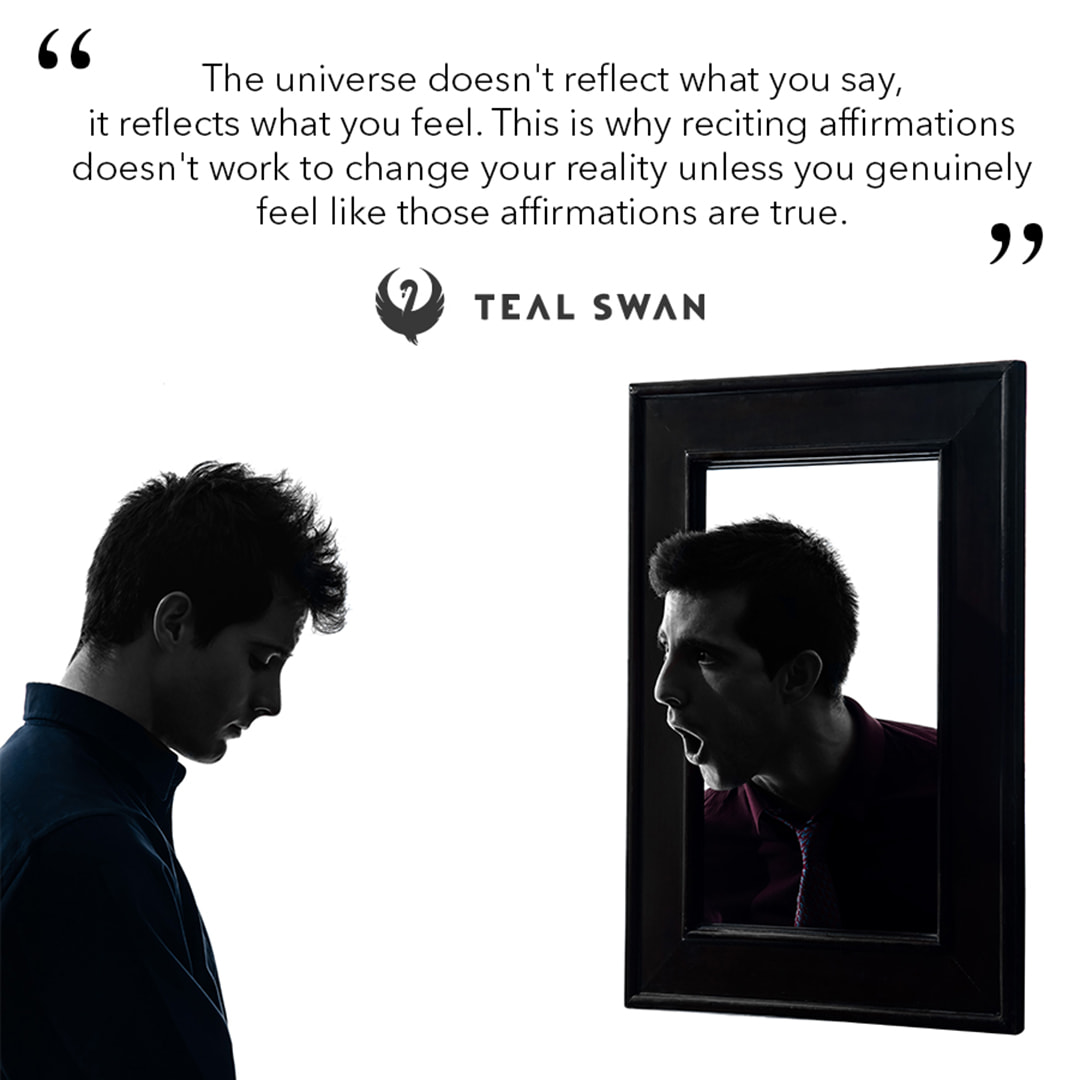 “
The universe doesn't reflect what you say,
it reflects what you feel. This is why reciting affirmations
doesn't work to change your reality unless you genuinely
feel like those affirmations are true.
”
TEAL SWAN